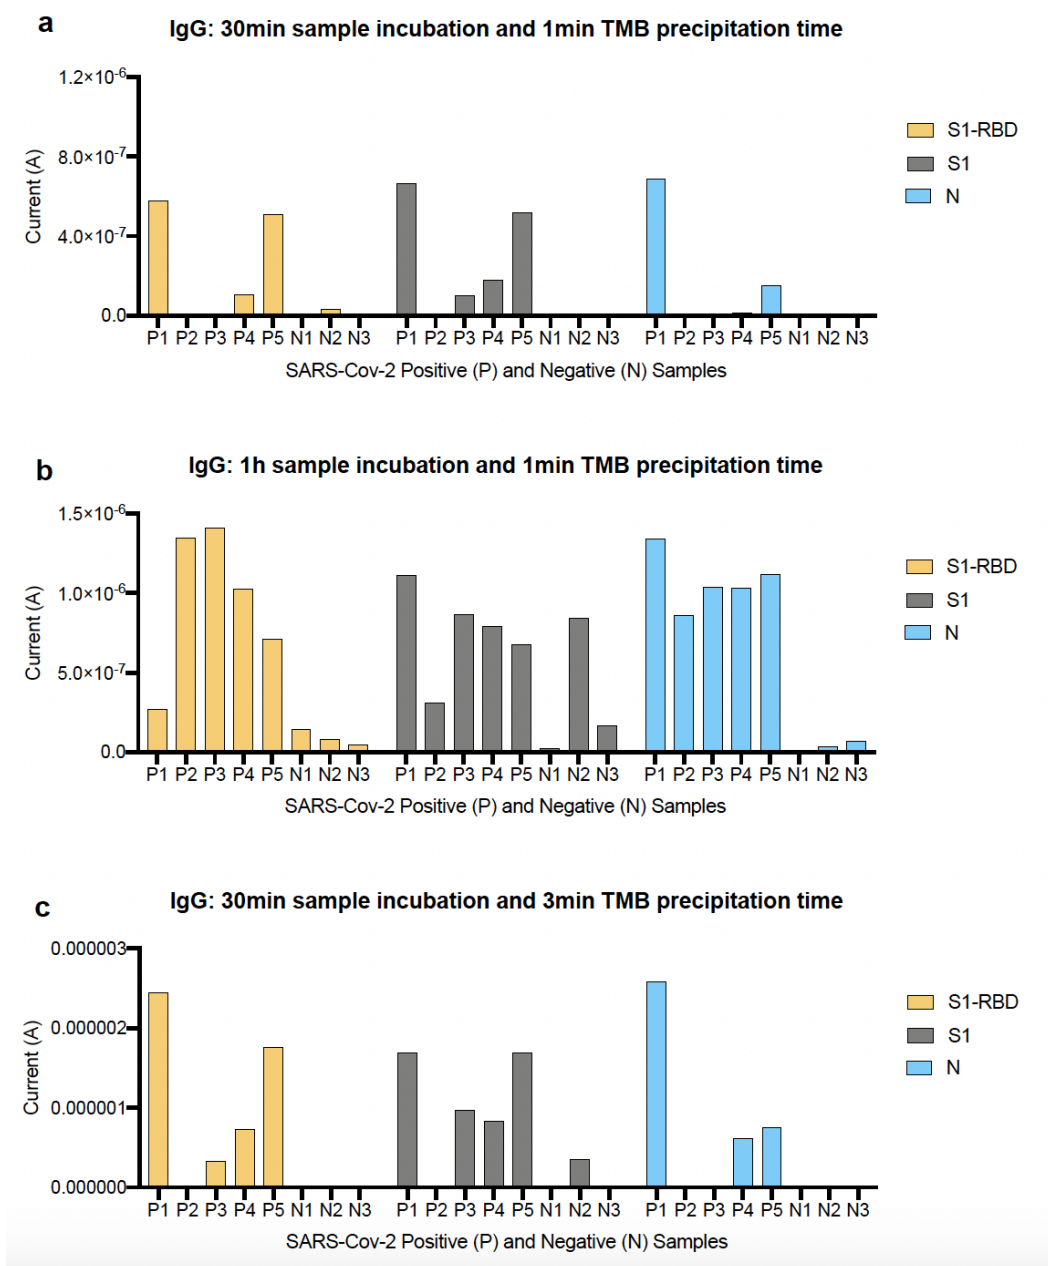 a
IgG: 30min sample incubation and 1min TMB precipitation time
1.2×10-6
8.0×10-7
4.0×10-7
0.0
Current (A)
P1 P2 P3 P4 P5 N1 N2 N3 P1 P2 P3 P4 P5 N1 N2 N3 P1 P2 P3 P4 P5 N1 N2 N3
SARS-Cov-2 Positive (P) and Negative (N) Samples
S1-RBD
S1
N
b
IgG: 1h sample incubation and 1min TMB precipitation time
1.5×10-6
1.0×10-6
5.0×10-7
0.0
Current (A)
P1 P2 P3 P4 P5 N1 N2 N3 P1 P2 P3 P4 P5 N1 N2 N3 P1 P2 P3 P4 P5 N1 N2 N3
SARS-Cov-2 Positive (P) and Negative (N) Samples
S1-RBD
S1
N
c
IgG: 30min sample incubation and 3min TMB precipitation time
0.000003
0.000002
0.000001
0.000000
Current (A)
P1 P2 P3 P4 P5 N1 N2 N3 P1 P2 P3 P4 P5 N1 N2 N3 P1 P2 P3 P4 P5 N1 N2 N3
SARS-Cov-2 Positive (P) and Negative (N) Samples
S1-RBD
S1
N